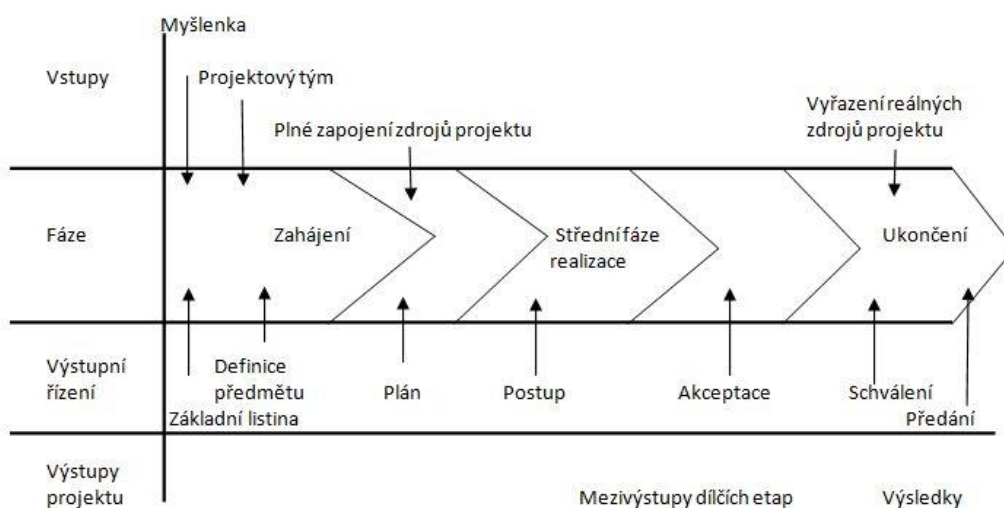 Myšlenka
Vstupy
Projektový tým
Plné zapojení zdrojů projektu
Vyřazení reálných
zdrojů projektu
Fáze
Zahájení
Střední fáze
realizace
Ukončení
Výstupní
řízení
Základní listina
Definice
předmětu
Plán
Postup
Akceptace
Schválení
Předání
Výstupy
projektu
Mezivýstupy dílčích etap
Výsledky